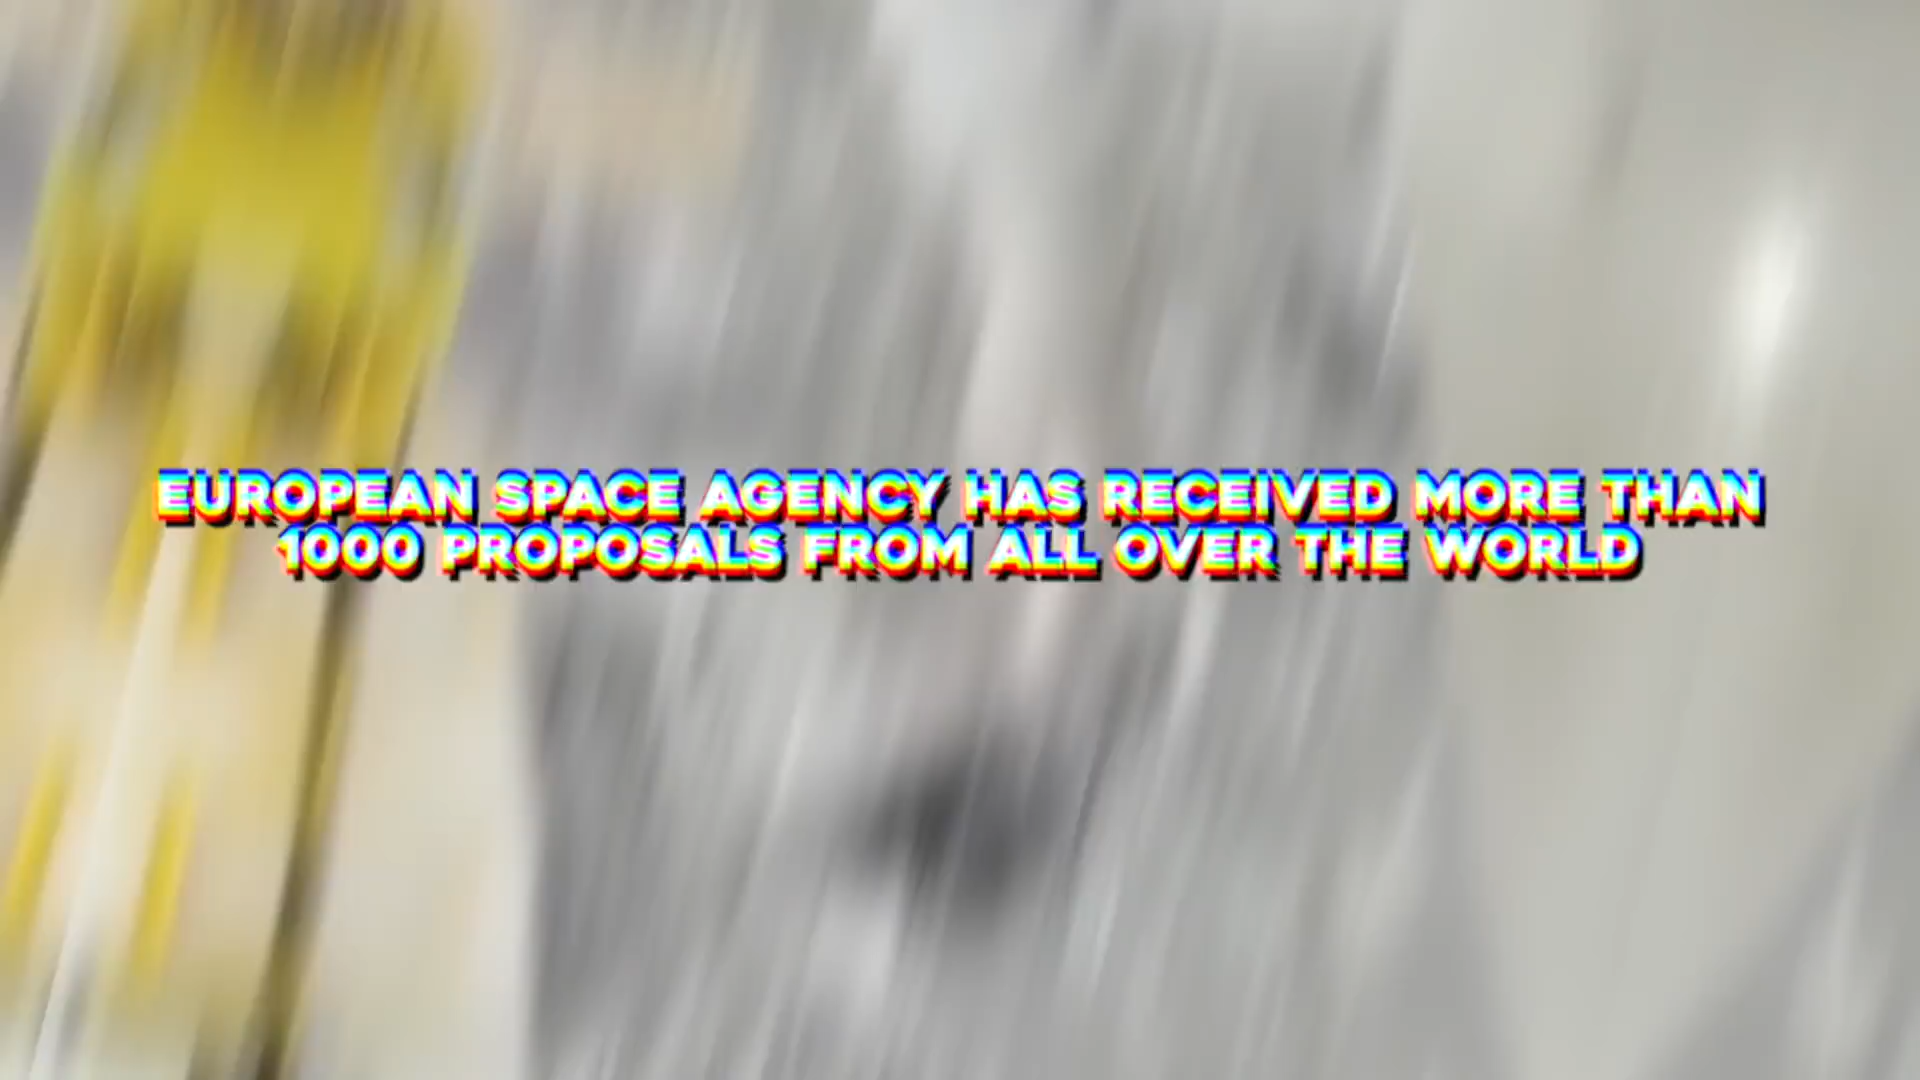 EUROPEAN SPACE AGENCY HAS RECEIVED MORE THAN
1000 PROPOSALS FROM ALL OVER THE WORLD